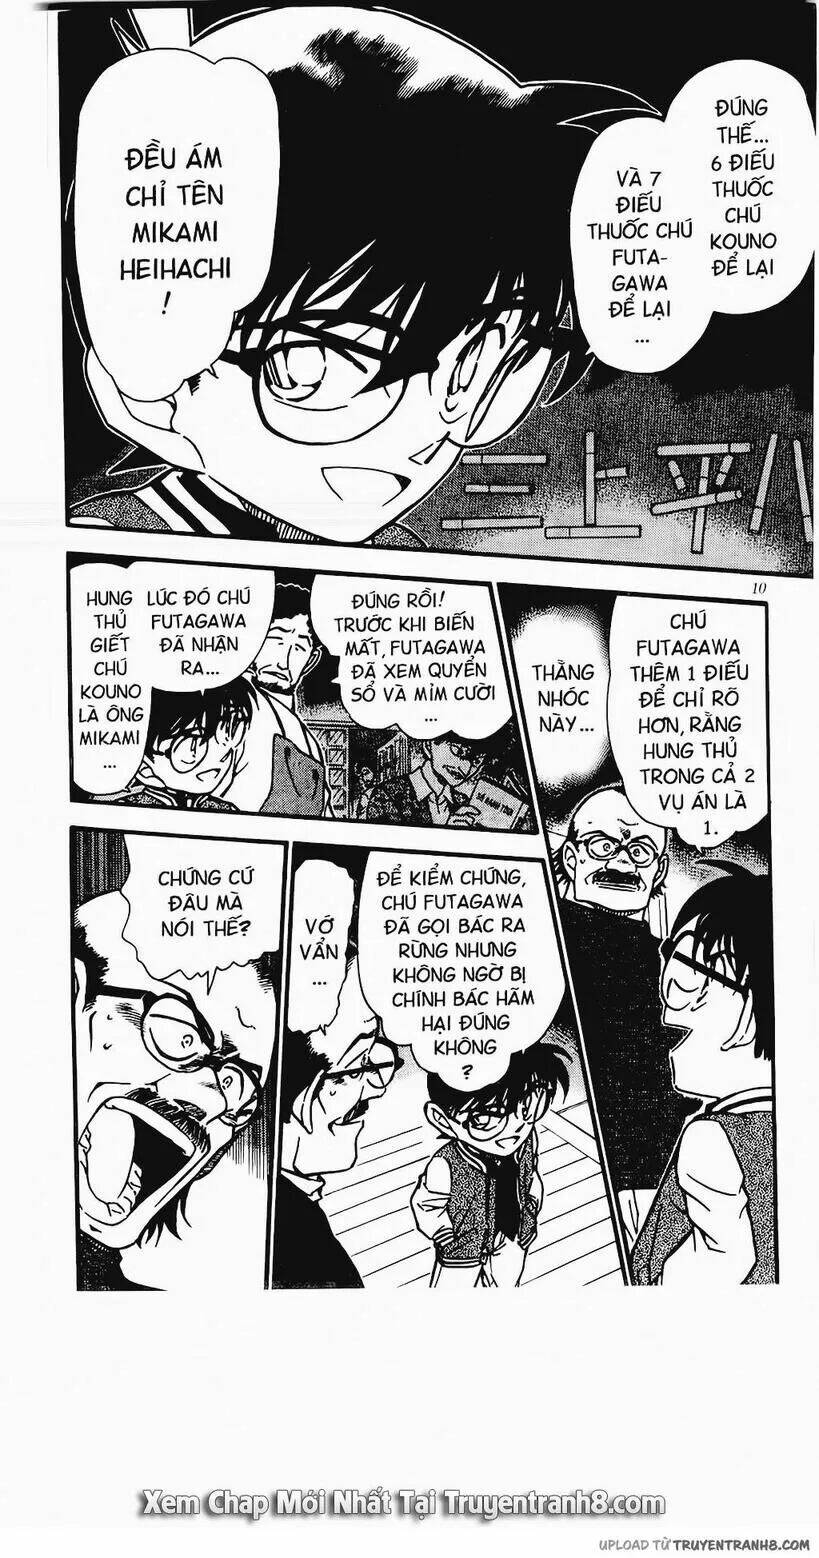 ĐÚNG
THẾ...
6 ĐIẾU
THUỐC
CHÚ
KOUNO
ĐỂ LẠI
VÀ 7
ĐIẾU
THUỐC CHÚ
FUTA-
GAWA
ĐỂ LẠI
...
ĐỀU ÁM
CHỈ TÊN
MIKAMI
HEIHACHI
!
三上平八
10
CHÚ
FUTAGAWA
THÊM 1 ĐIẾU
ĐỂ CHỈ RÕ
HƠN, RẰNG
HUNG THỦ
TRONG CẢ 2
VỤ ÁN LÀ
1.
THẰNG
NHÓC
NÀY...
ĐÚNG RỒI!
TRƯỚC KHI BIẾN
MẤT, FUTAGAWA
ĐÃ XEM QUYỂN
SỔ VÀ MỈM CƯỜI
...
LÚC ĐÓ CHÚ
FUTAGAWA
ĐÃ NHẬN
RA...
HUNG
THỦ
GIẾT
CHÚ
KOUNO
LÀ ÔNG
MIKAMI
...
ĐỂ KIỂM CHỨNG,
CHÚ FUTAGAWA
ĐÃ GỌI BÁC RA
RỪNG NHƯNG
KHÔNG NGỜ BỊ
CHÍNH BÁC HÃM
HẠI ĐÚNG
KHÔNG
?
VỚ
VẨN
...
CHỨNG CỨ
ĐÂU MÀ
NÓI THẾ?
Xem Chap Mới Nhất Tại Truyentranh8.com
UPLOAD TỪ TRUYENTRANH8.COM